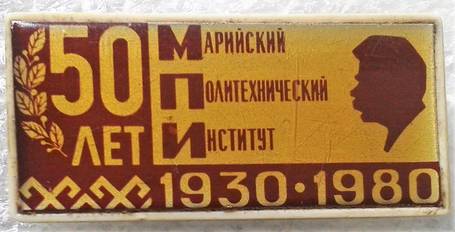 50 ЛЕТ
МАРИЙСКИЙ
ПОЛИТЕХНИЧЕСКИЙ
ИНСТИТУТ
1930 · 1980